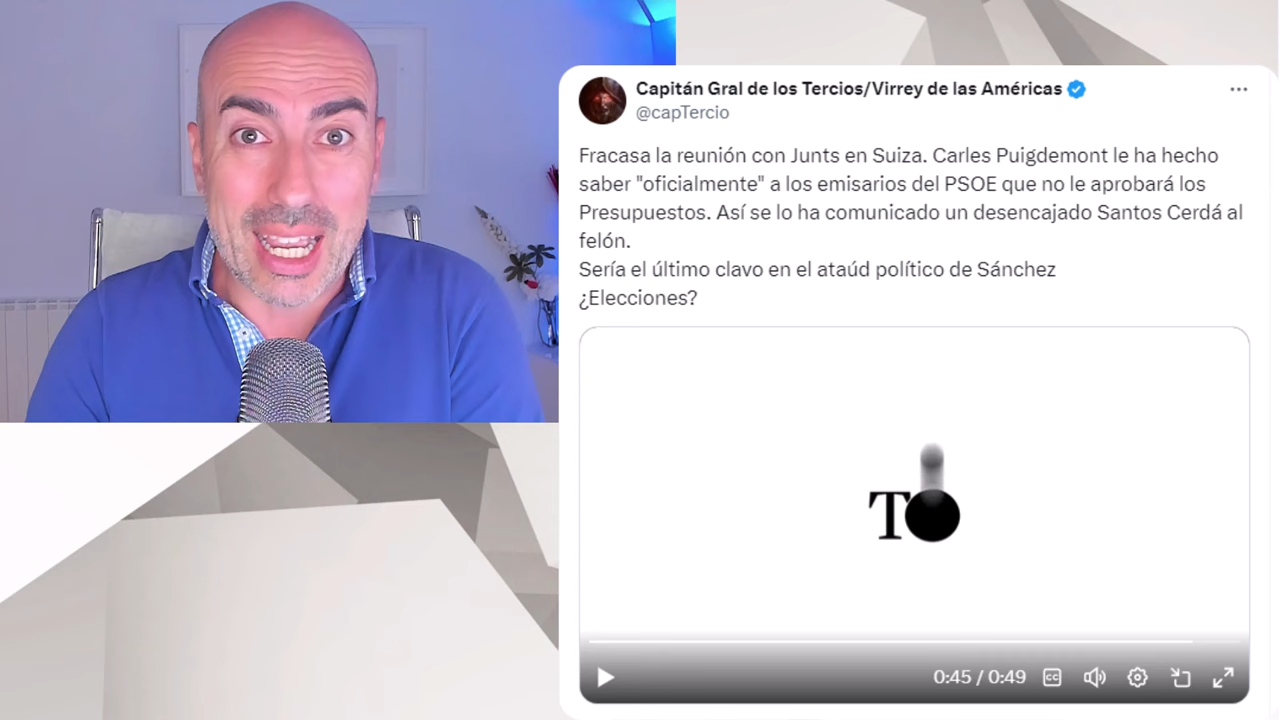 Capitán Gral de los Tercios/Virrey de las Américas
@capTercio
Fracasa la reunión con Junts en Suiza. Carles Puigdemont le ha hecho
saber "oficialmente" a los emisarios del PSOE que no le aprobará los
Presupuestos. Así se lo ha comunicado un desencajado Santos Cerdá al
felón.
Sería el último clavo en el ataúd político de Sánchez
¿Elecciones?
T
0:45 / 0:49
CC